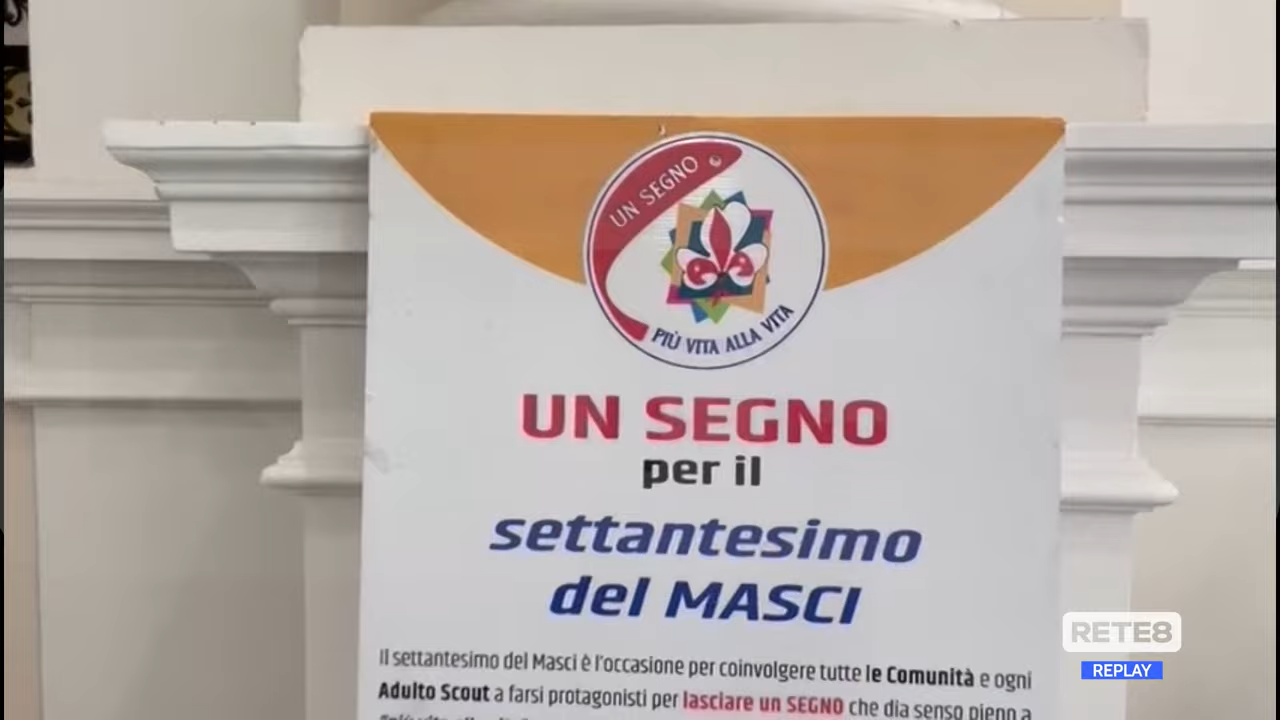 UN SEGNO
PIÙ VITA ALLA VITA
UN SEGNO
per il
settantesimo
del MASCI
Il settantesimo del Masci è l'occasione per coinvolgere tutte le Comunità e ogni
Adulto Scout a farsi protagonisti per lasciare un SEGNO che dia senso pieno a
RETE8
REPLAY